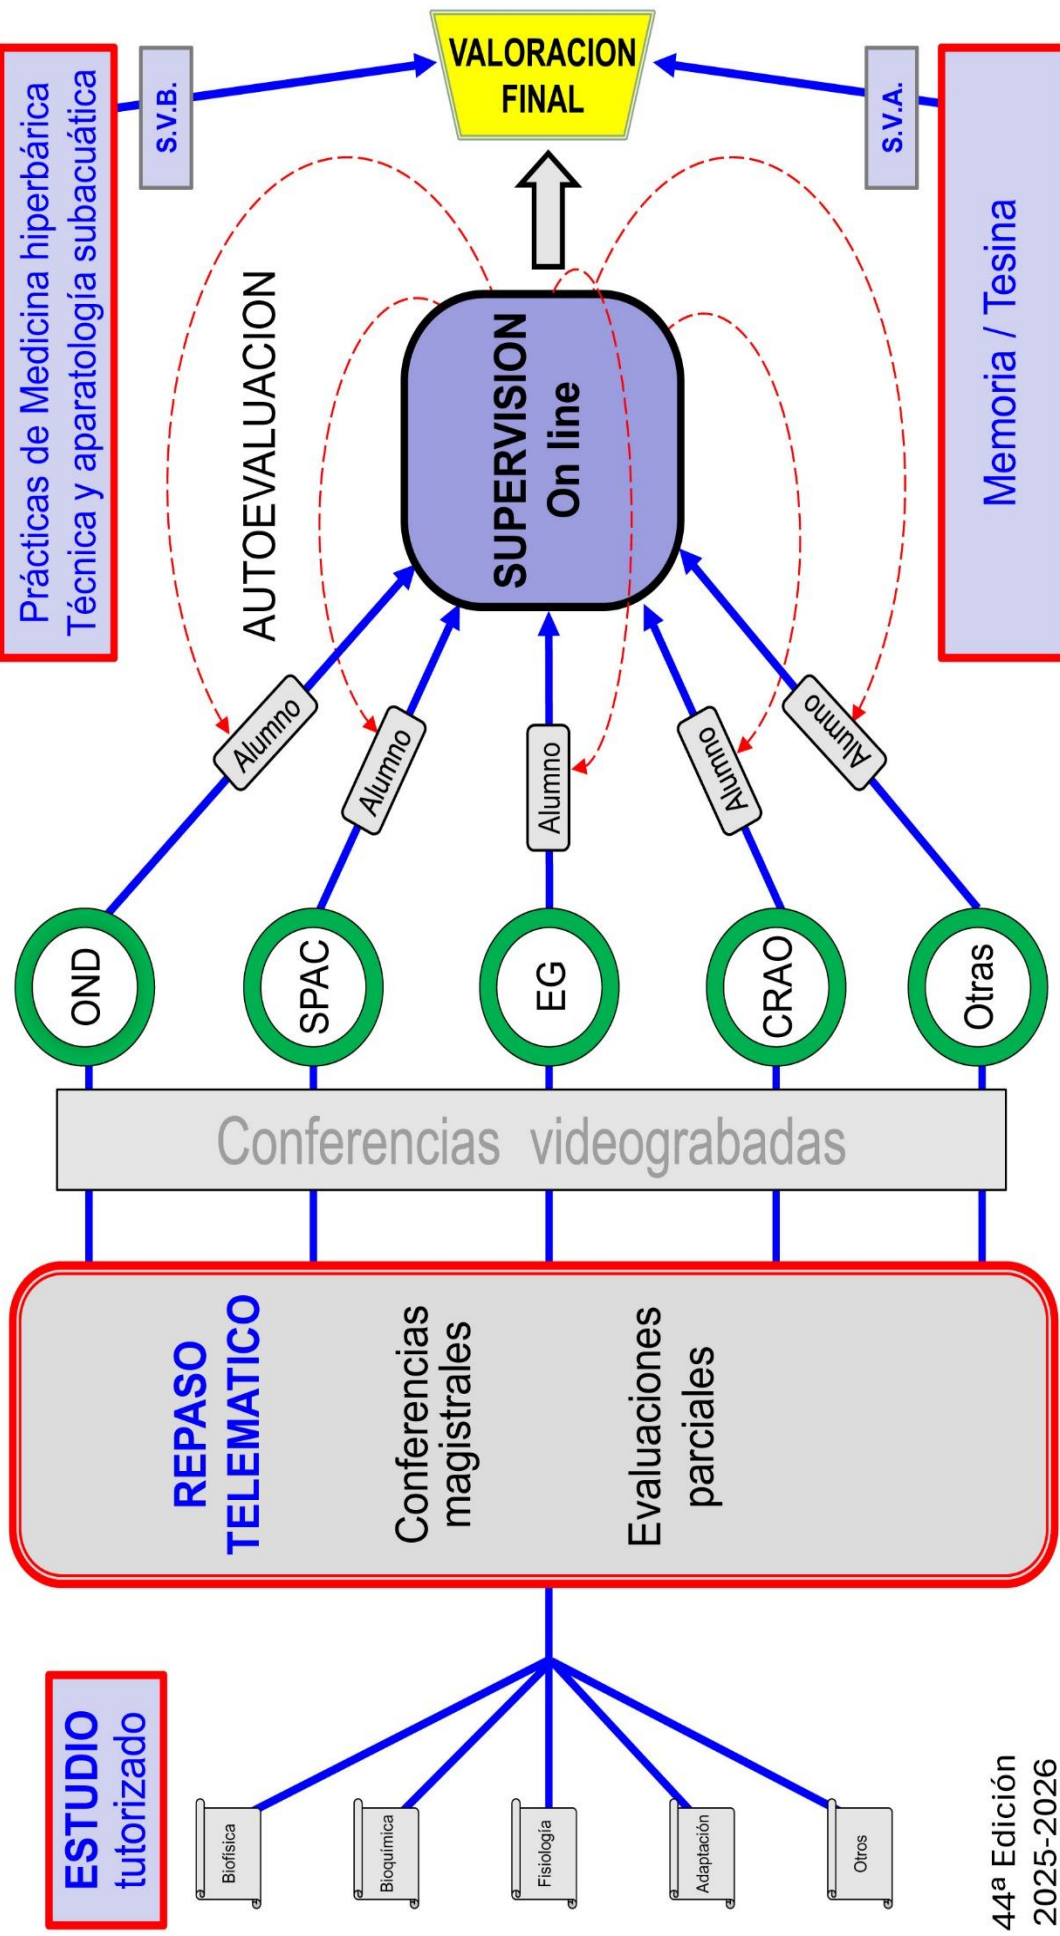 ESTUDIO
tutorizado
Biofísica
Bioquímica
Fisiología
Adaptación
Otros
44ª Edición
2025-2026
REPASO
TELEMATICO
Conferencias
magistrales
Evaluaciones
parciales
Conferencias videograbadas
OND
SPAC
EG
CRAO
Otras
Alumno
Alumno
Alumno
Alumno
Alumno
AUTOEVALUACION
SUPERVISION
On line
Prácticas de Medicina hiperbárica
Técnica y aparatología subacuática
S.V.B.
VALORACION
FINAL
S.V.A.
Memoria / Tesina